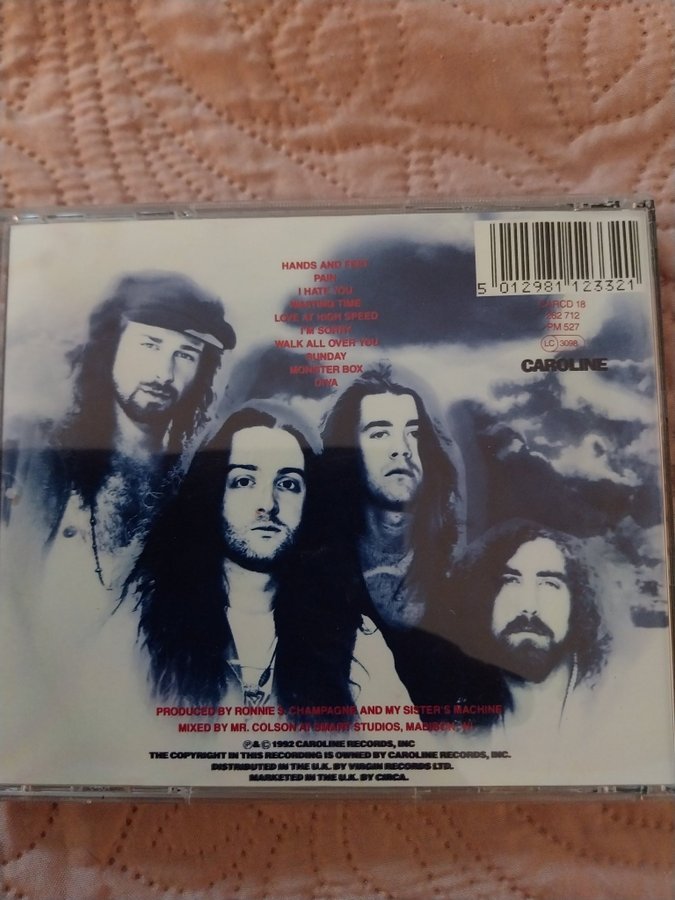 HANDS AND FEET
PAIN
I HATE YOU
WASTING TIME
LOVE AT HIGH SPEED
I'M SORRY
WALK ALL OVER YOU
SUNDAY
MONSTER BOX
DIVA
5 012981 123321
CARCD 18
262 712
PM 527
LC 3098
CAROLINE
PRODUCED BY RONNIE S. CHAMPAGNE AND MY SISTER'S MACHINE
MIXED BY MR. COLSON AT SMART STUDIOS, MADISON, WI
℗ & © 1992 CAROLINE RECORDS, INC
THE COPYRIGHT IN THIS RECORDING IS OWNED BY CAROLINE RECORDS, INC.
DISTRIBUTED IN THE U.K. BY VIRGIN RECORDS LTD.
MARKETED IN THE U.K. BY CIRCA.